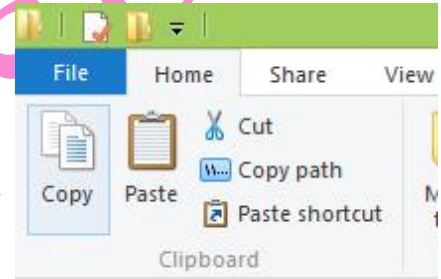 File Home Share View
Cut
Copy path
Copy Paste
Paste shortcut
Clipboard